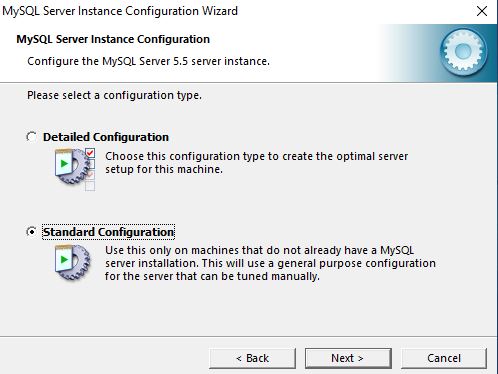 MySQL Server Instance Configuration Wizard
MySQL Server Instance Configuration
Configure the MySQL Server 5.5 server instance.
Please select a configuration type.
Detailed Configuration
Choose this configuration type to create the optimal server
setup for this machine.
Standard Configuration
Use this only on machines that do not already have a MySQL
server installation. This will use a general purpose configuration
for the server that can be tuned manually.
< Back
Next >
Cancel